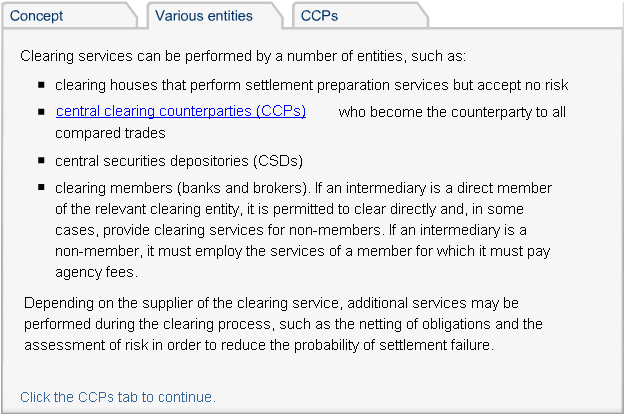 Concept
Various entities
CCPs
Clearing services can be performed by a number of entities, such as:
clearing houses that perform settlement preparation services but accept no risk
central clearing counterparties (CCPs) who become the counterparty to all
compared trades
central securities depositories (CSDs)
clearing members (banks and brokers). If an intermediary is a direct member
of the relevant clearing entity, it is permitted to clear directly and, in some
cases, provide clearing services for non-members. If an intermediary is a
non-member, it must employ the services of a member for which it must pay
agency fees.
Depending on the supplier of the clearing service, additional services may be
performed during the clearing process, such as the netting of obligations and the
assessment of risk in order to reduce the probability of settlement failure.
Click the CCPs tab to continue.